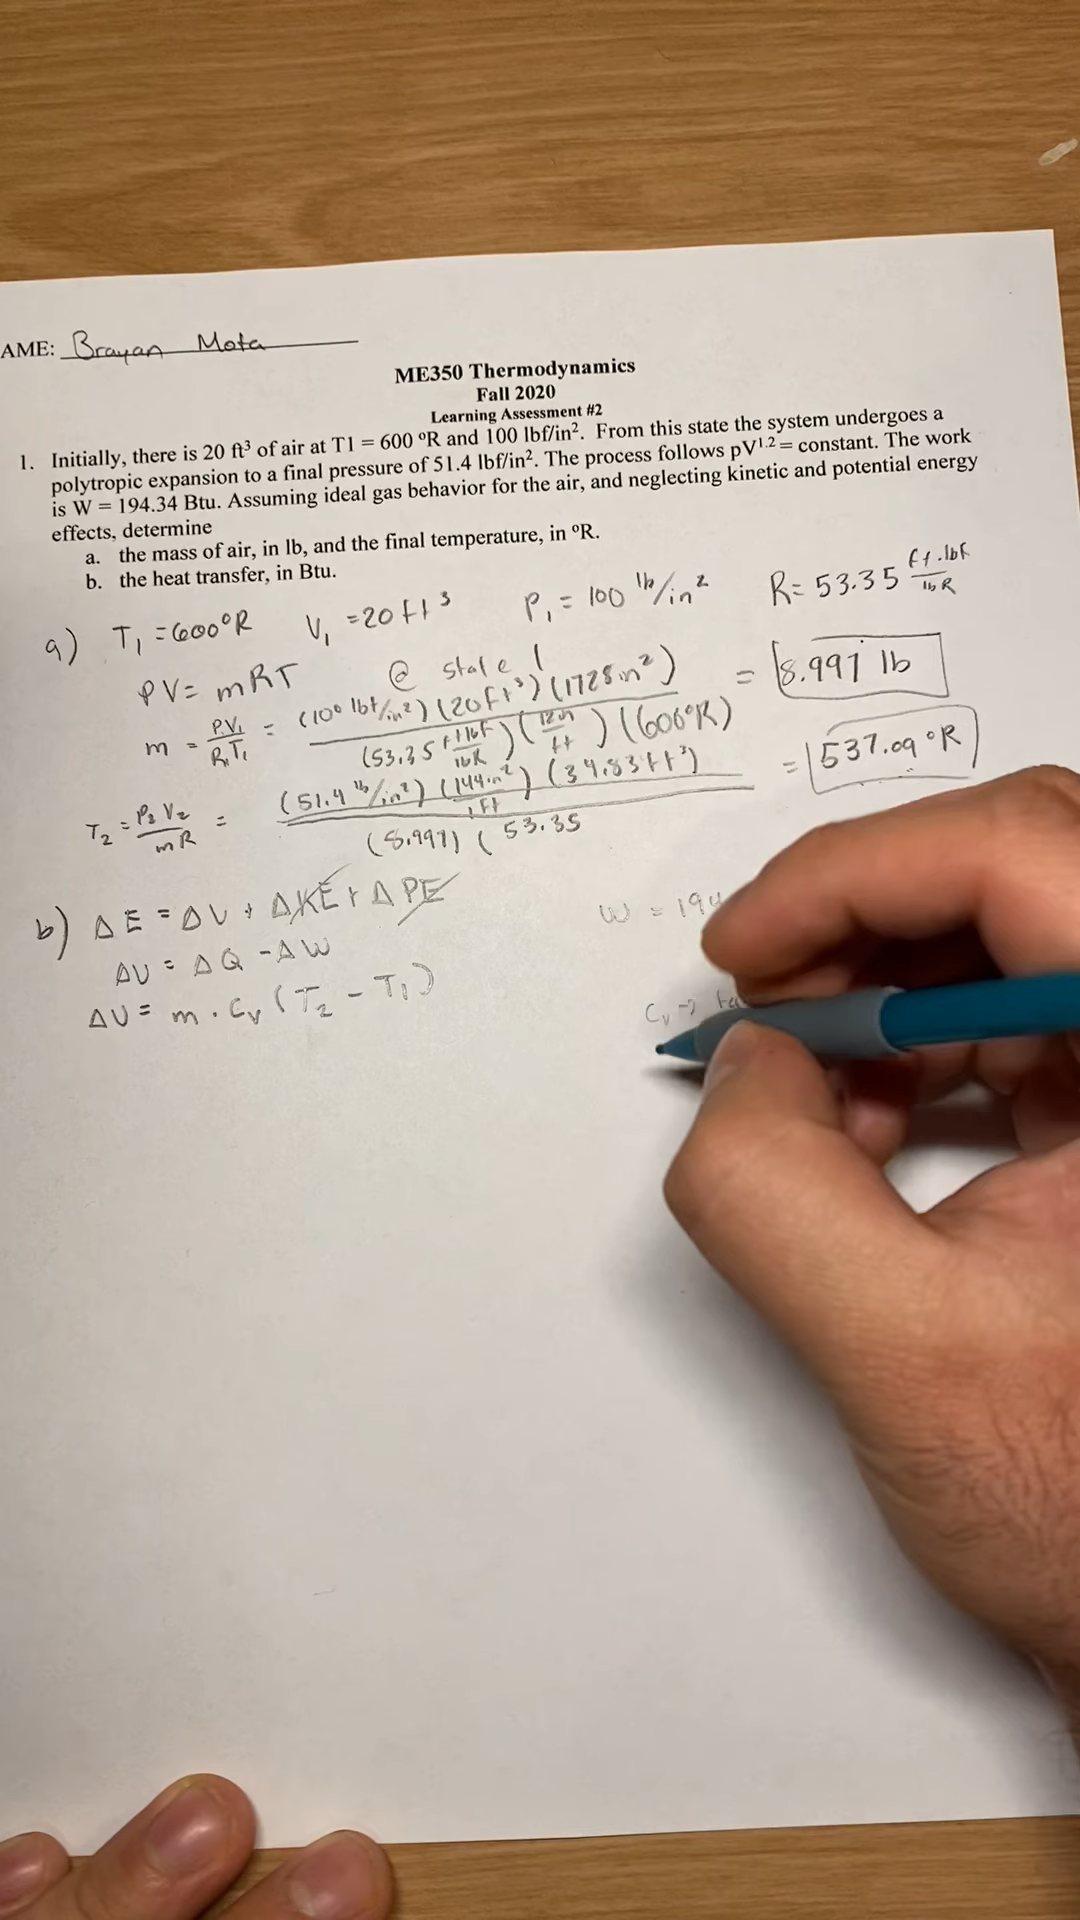 AME: Brayan Mota
ME350 Thermodynamics
Fall 2020
Learning Assessment #2
1. Initially, there is 20 ft³ of air at T1 = 600 ºR and 100 lbf/in². From this state the system undergoes a
polytropic expansion to a final pressure of 51.4 lbf/in². The process follows pV^1.2 = constant. The work
is W = 194.34 Btu. Assuming ideal gas behavior for the air, and neglecting kinetic and potential energy
effects, determine
a. the mass of air, in lb, and the final temperature, in ºR.
b. the heat transfer, in Btu.
a) T₁ = 600°R V₁ = 20 ft³ P₁ = 100 lb/in² R = 53.35 ft.lbf/lb R
PV = mRT @ state 1
m = P₁V₁/R₁T₁ = (100 lbf/in²)(20 ft³)(1728 in²)/(53.35 ft lbf/lb R)(12in/ft)(600°R) = 8.997 lb
T₂ = P₂V₂/mR = (51.4 lb/in²)(144 in²/1 ft)(34.83 ft³)/(8.997)(53.35 = 537.09 °R
b) ΔE = ΔU + ΔKE + ΔPE W = 194
ΔU = ΔQ - ΔW
ΔU = m · Cv (T₂ - T₁) Cv →